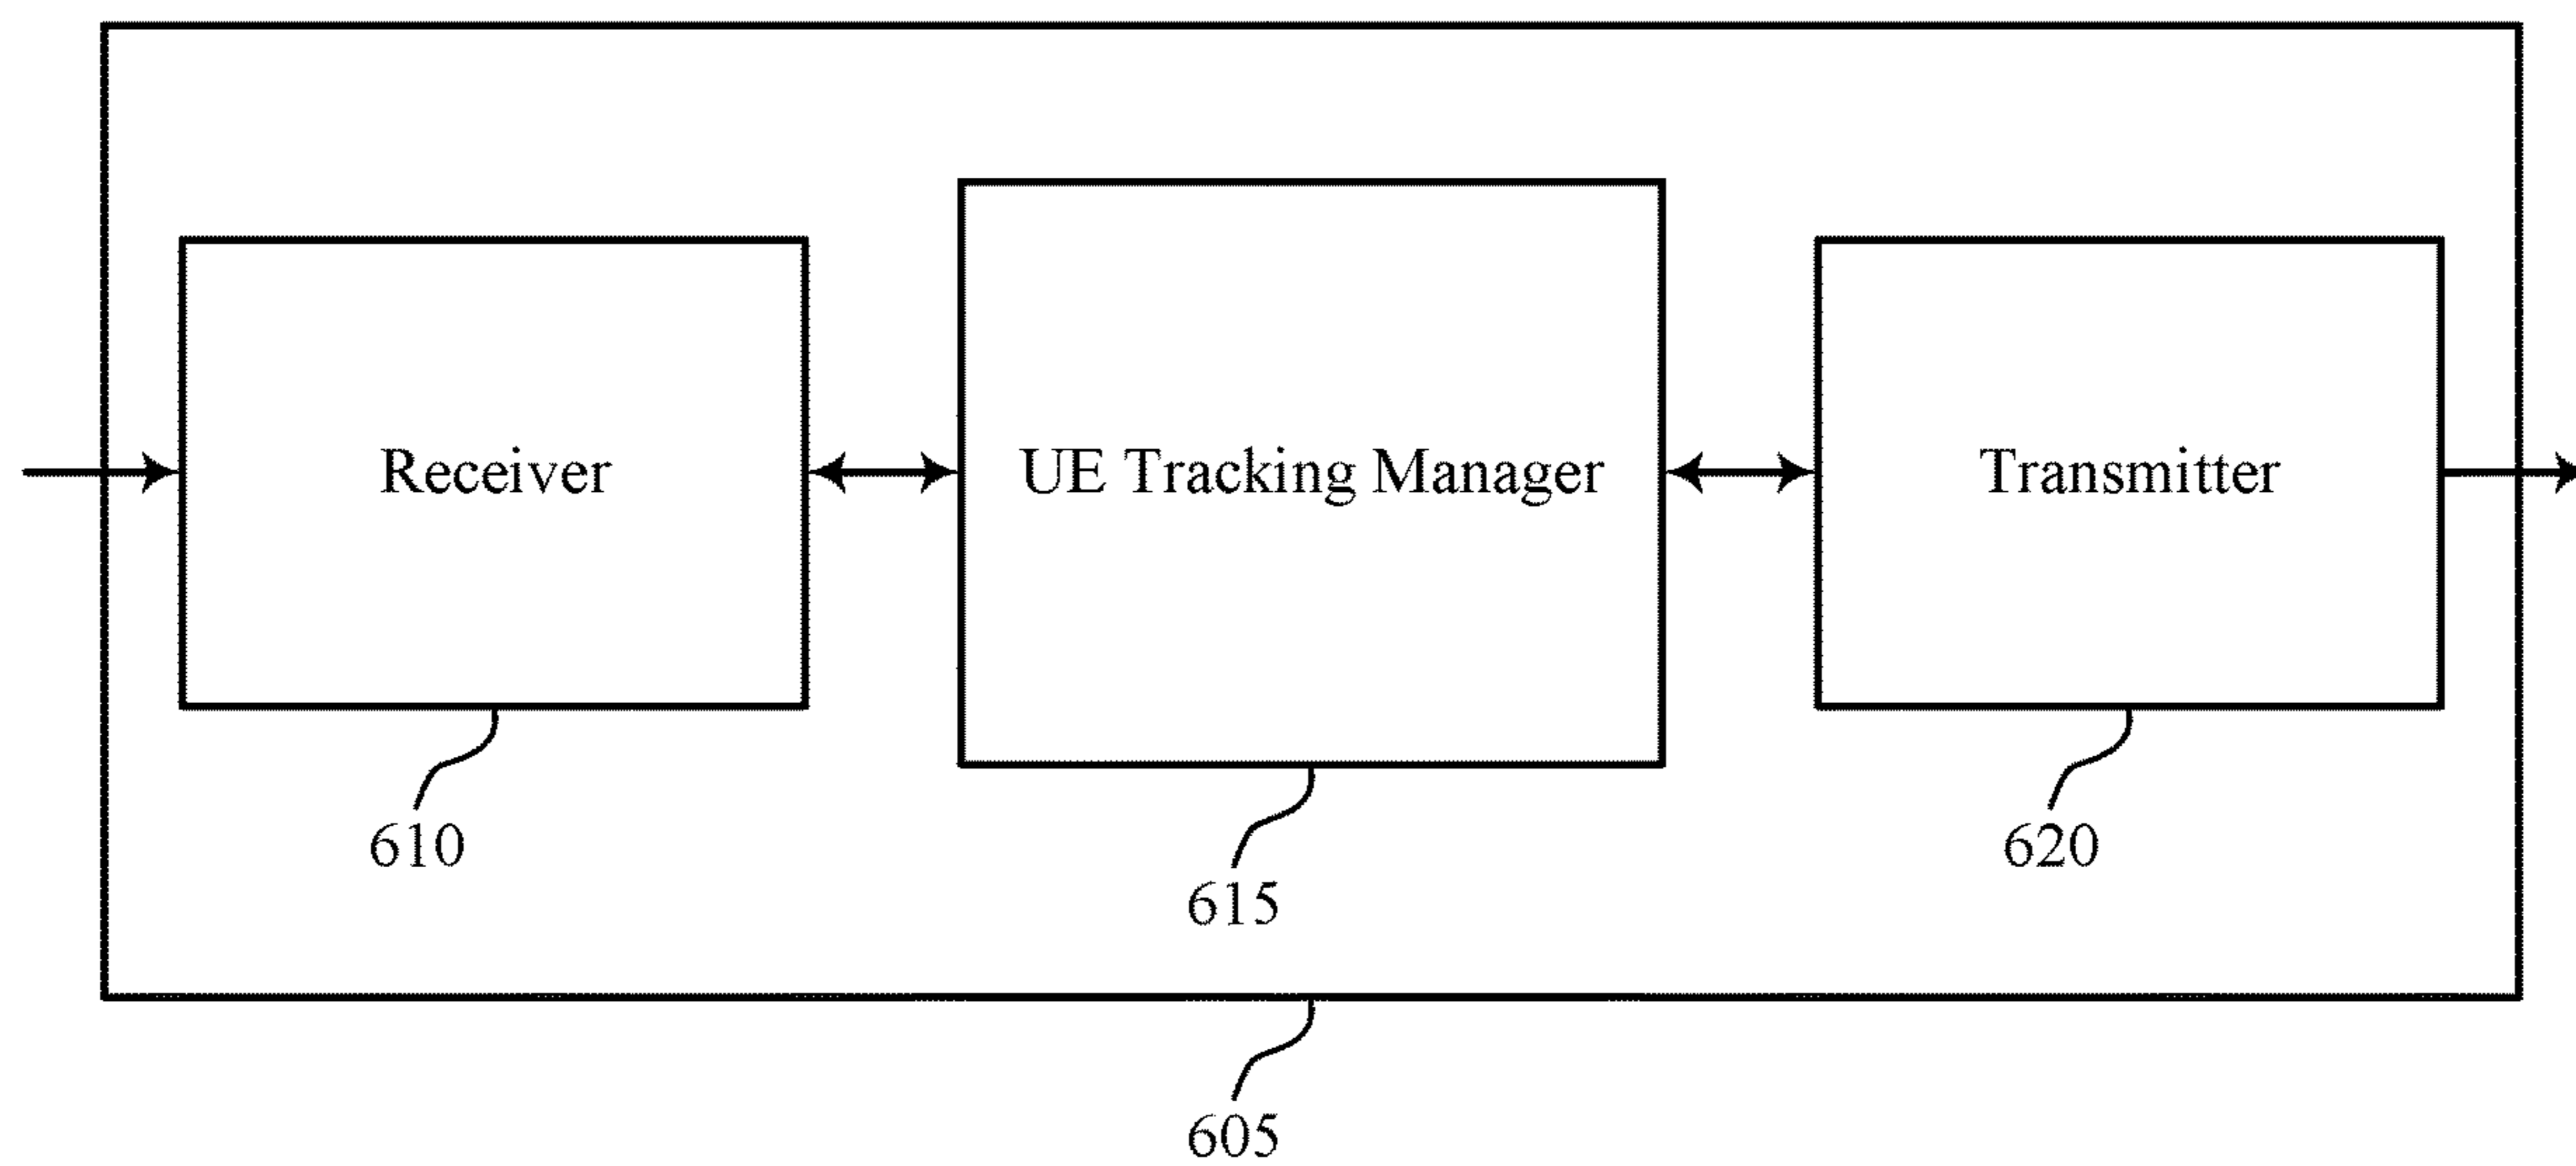 Receiver
UE Tracking Manager
Transmitter
610
615
620
605